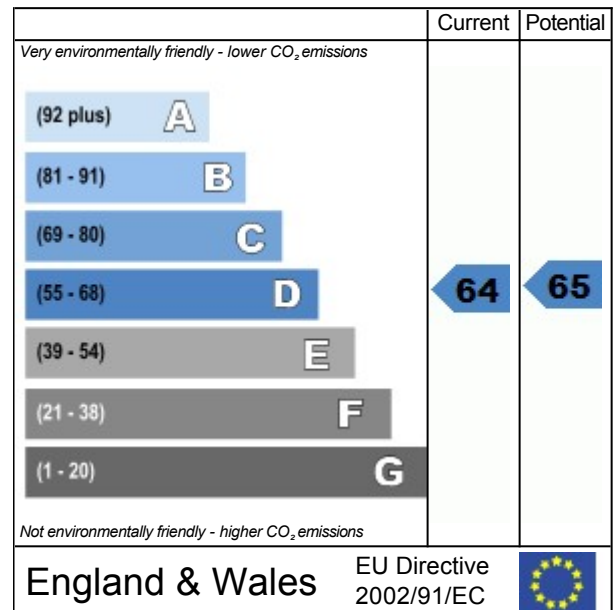 Current Potential
Very environmentally friendly - lower CO₂ emissions
(92 plus) A
(81 - 91) B
(69 - 80) C
(55 - 68) D 64 65
(39 - 54) E
(21 - 38) F
(1 - 20) G
Not environmentally friendly - higher CO₂ emissions
England & Wales
EU Directive
2002/91/EC